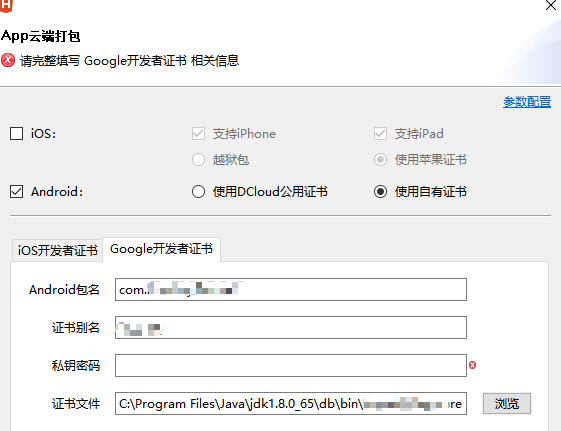 App云端打包
请完整填写 Google开发者证书 相关信息
参数配置
iOS: 支持iPhone 支持iPad
越狱包 使用苹果证书
Android: 使用DCloud公用证书 使用自有证书
iOS开发者证书 Google开发者证书
Android包名 com.
证书别名
私钥密码
证书文件 C:\Program Files\Java\jdk1.8.0_65\db\bin\ re 浏览